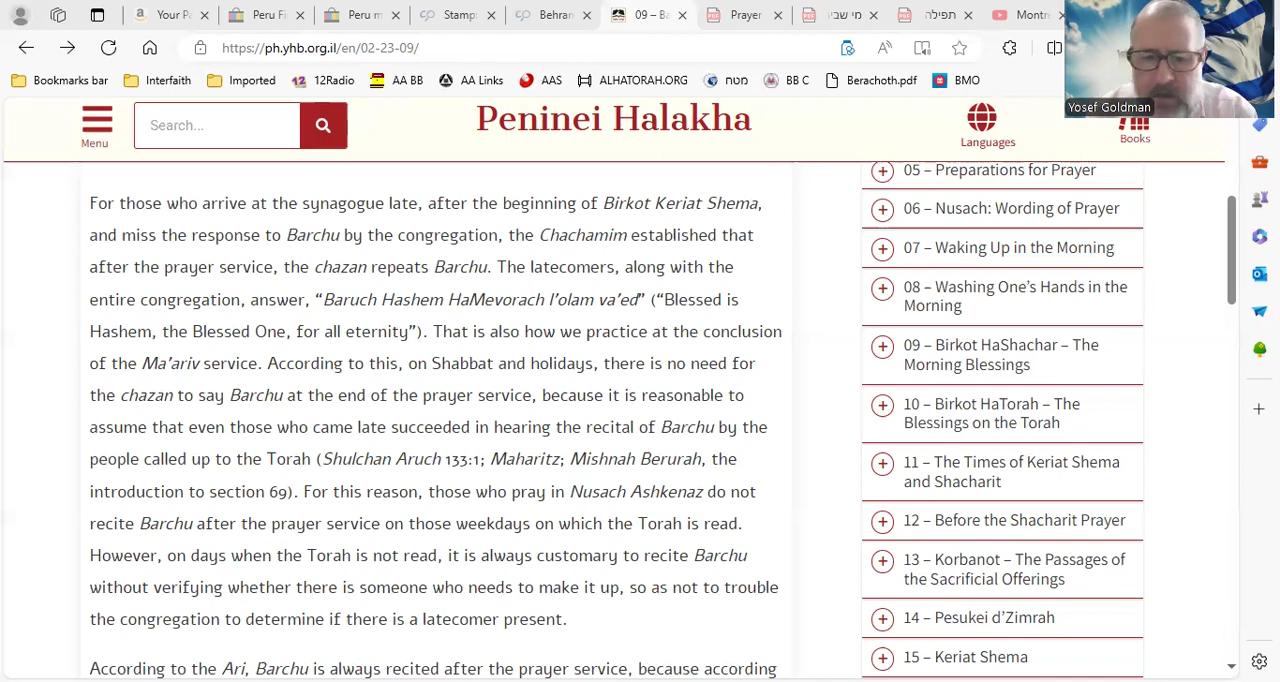 Your P
Peru Fi
Peru m
Stamp
Behran
09 – Ba
Prayer
מי שביר
תפילה
Montre
https://ph.yhb.org.il/en/02-23-09/
Bookmarks bar
Interfaith
Imported
12Radio
AA BB
AA Links
AAS
ALHATORAH.ORG
מטח
BB C
Berachoth.pdf
BMO
Yosef Goldman
Menu
Search...
Peninei Halakha
Languages
Books
For those who arrive at the synagogue late, after the beginning of Birkot Keriat Shema,
and miss the response to Barchu by the congregation, the Chachamim established that
after the prayer service, the chazan repeats Barchu. The latecomers, along with the
entire congregation, answer, “Baruch Hashem HaMevorach l’olam va’ed” (“Blessed is
Hashem, the Blessed One, for all eternity”). That is also how we practice at the conclusion
of the Ma’ariv service. According to this, on Shabbat and holidays, there is no need for
the chazan to say Barchu at the end of the prayer service, because it is reasonable to
assume that even those who came late succeeded in hearing the recital of Barchu by the
people called up to the Torah (Shulchan Aruch 133:1; Maharitz; Mishnah Berurah, the
introduction to section 69). For this reason, those who pray in Nusach Ashkenaz do not
recite Barchu after the prayer service on those weekdays on which the Torah is read.
However, on days when the Torah is not read, it is always customary to recite Barchu
without verifying whether there is someone who needs to make it up, so as not to trouble
the congregation to determine if there is a latecomer present.
According to the Ari, Barchu is always recited after the prayer service, because according
05 – Preparations for Prayer
06 – Nusach: Wording of Prayer
07 – Waking Up in the Morning
08 – Washing One’s Hands in the
Morning
09 – Birkot HaShachar – The
Morning Blessings
10 – Birkot HaTorah – The
Blessings on the Torah
11 – The Times of Keriat Shema
and Shacharit
12 – Before the Shacharit Prayer
13 – Korbanot – The Passages of
the Sacrificial Offerings
14 – Pesukei d’Zimrah
15 – Keriat Shema